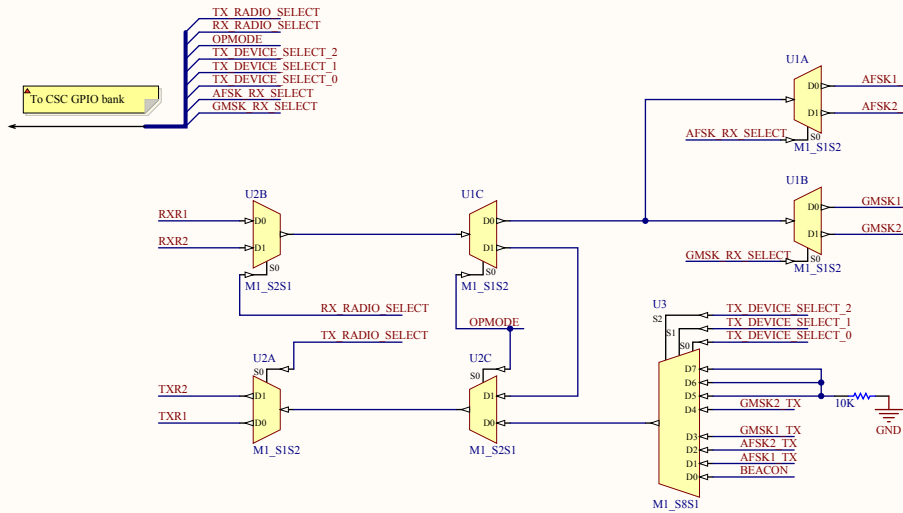 TX_RADIO_SELECT
RX_RADIO_SELECT
OPMODE
TX_DEVICE_SELECT_2
TX_DEVICE_SELECT_1
TX_DEVICE_SELECT_0
AFSK_RX_SELECT
GMSK_RX_SELECT
To CSC GPIO bank
U1A
D0 AFSK1
D1 AFSK2
AFSK_RX_SELECT S0
M1_S1S2
U1B
D0 GMSK1
D1 GMSK2
GMSK_RX_SELECT S0
M1_S1S2
U2B
RXR1 D0
RXR2 D1
S0
M1_S2S1
RX_RADIO_SELECT
U1C
D0
D1
S0
M1_S1S2
OPMODE
TX_RADIO_SELECT
U2A
S0
TXR2 D1
TXR1 D0
M1_S1S2
U2C
S0
D1
D0
M1_S2S1
U3
S2 TX_DEVICE_SELECT_2
S1 TX_DEVICE_SELECT_1
S0 TX_DEVICE_SELECT_0
D7
D6
D5
10K
GND
D4 GMSK2_TX
D3 GMSK1_TX
D2 AFSK2_TX
D1 AFSK1_TX
D0 BEACON
M1_S8S1